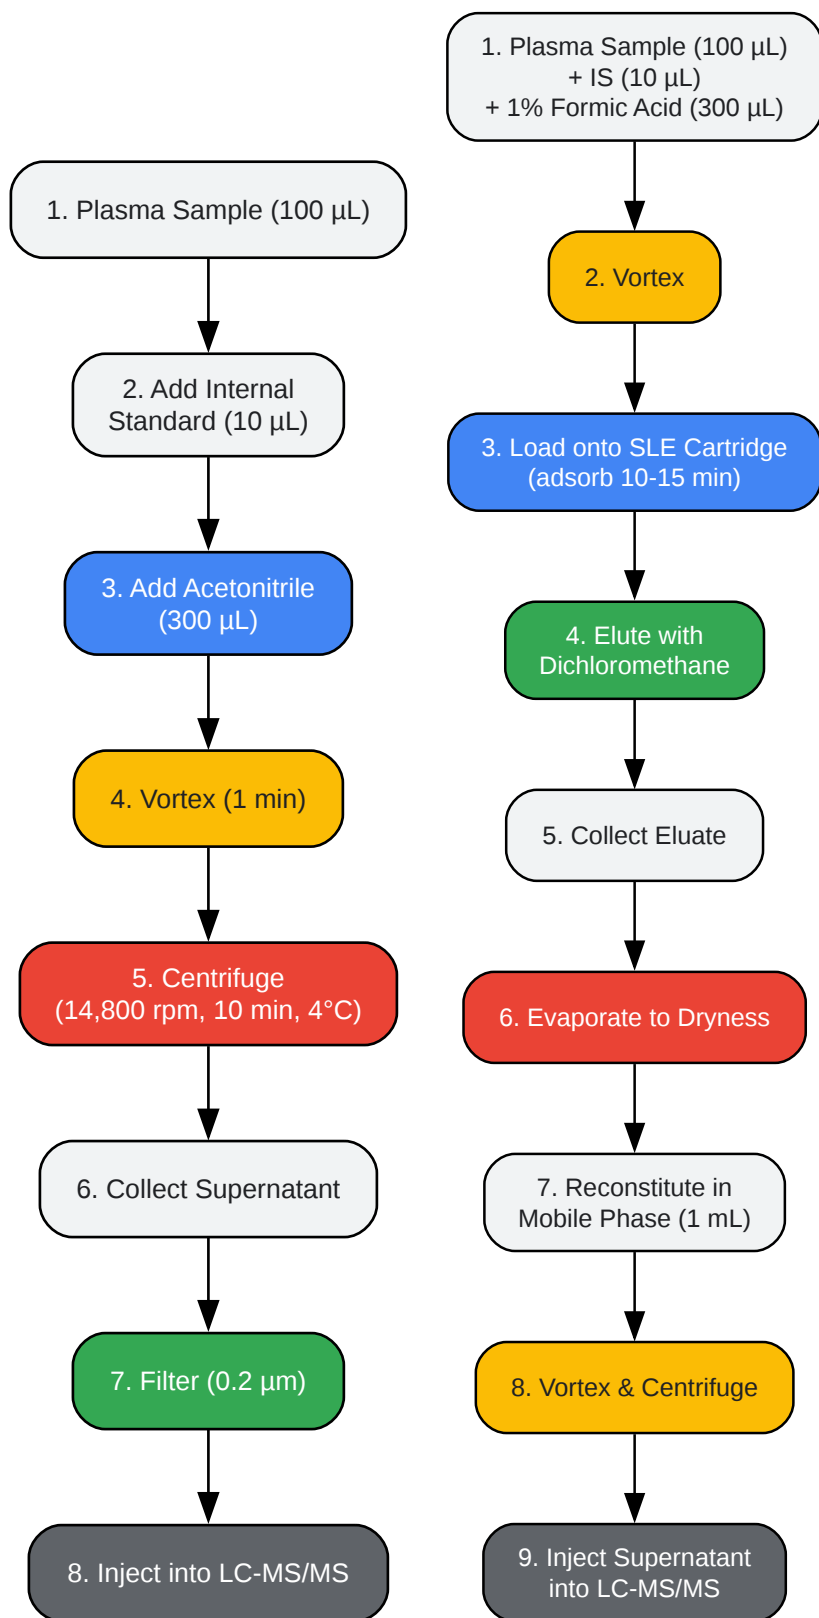 1. Plasma Sample (100 µL)
2. Add Internal
Standard (10 µL)
3. Add Acetonitrile
(300 µL)
4. Vortex (1 min)
5. Centrifuge
(14,800 rpm, 10 min, 4°C)
6. Collect Supernatant
7. Filter (0.2 µm)
8. Inject into LC-MS/MS
1. Plasma Sample (100 µL)
+ IS (10 µL)
+ 1% Formic Acid (300 µL)
2. Vortex
3. Load onto SLE Cartridge
(adsorb 10-15 min)
4. Elute with
Dichloromethane
5. Collect Eluate
6. Evaporate to Dryness
7. Reconstitute in
Mobile Phase (1 mL)
8. Vortex & Centrifuge
9. Inject Supernatant
into LC-MS/MS